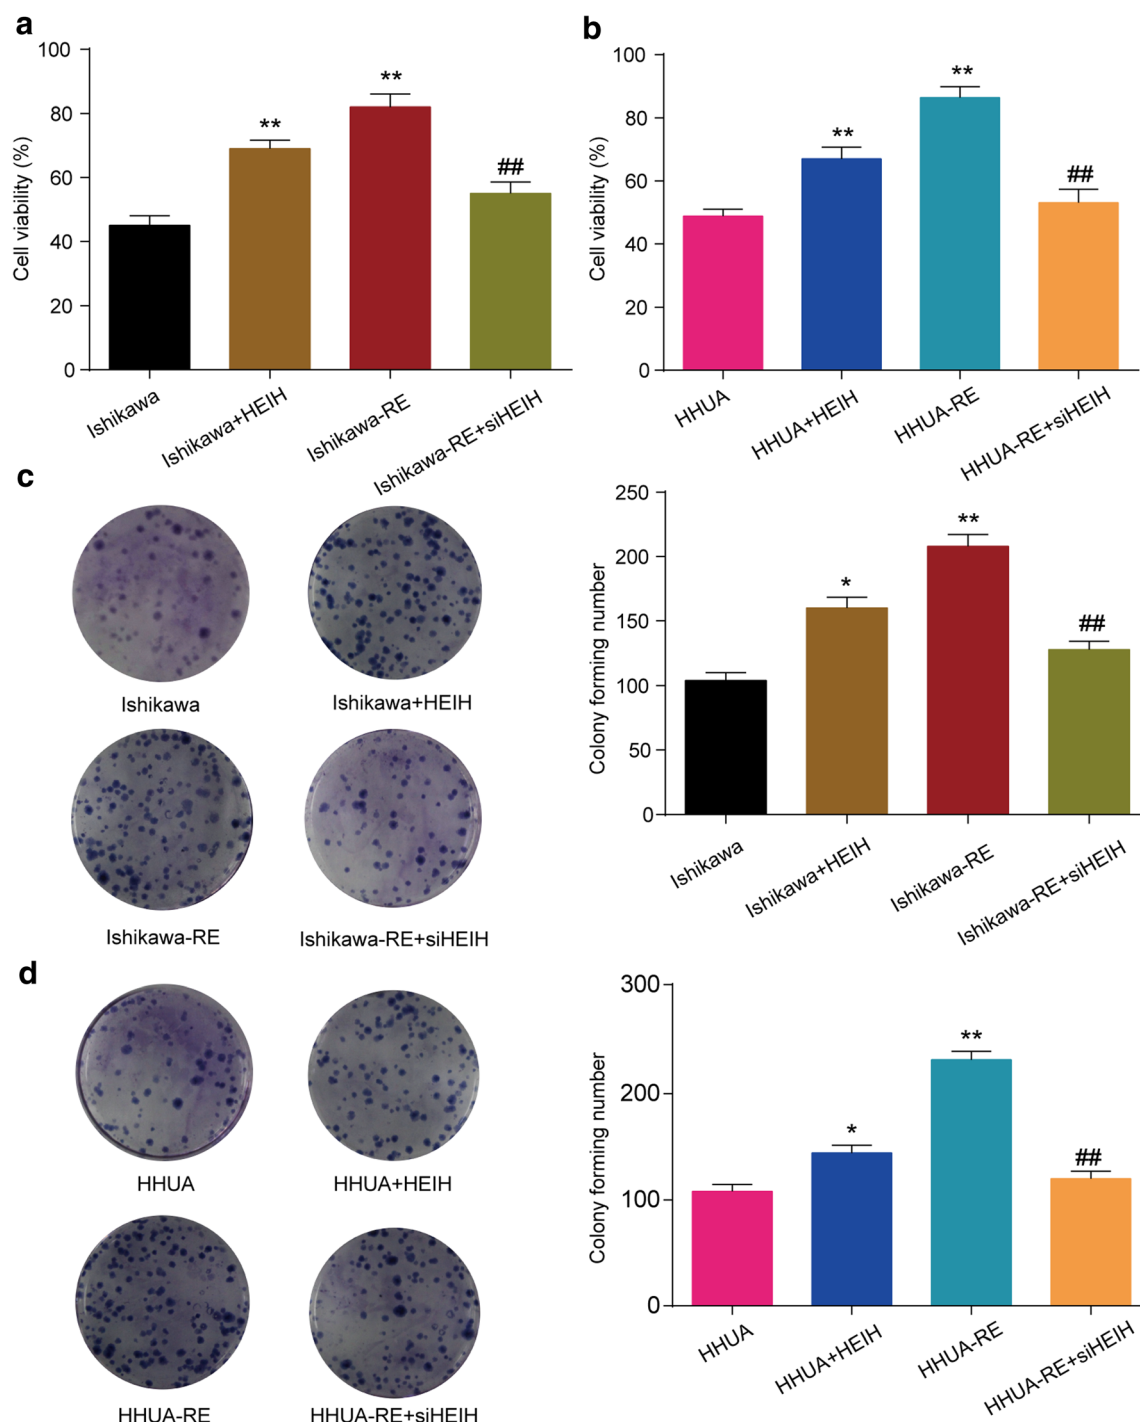 a
100
80
60
40
20
0
Cell viability (%)
**
**
##
Ishikawa
Ishikawa+HEIH
Ishikawa-RE
Ishikawa-RE+siHEIH
b
100
80
60
40
20
0
Cell viability (%)
**
**
##
HHUA
HHUA+HEIH
HHUA-RE
HHUA-RE+siHEIH
c
Ishikawa
Ishikawa+HEIH
Ishikawa-RE
Ishikawa-RE+siHEIH
250
200
150
100
50
0
Colony forming number
*
**
##
Ishikawa
Ishikawa+HEIH
Ishikawa-RE
Ishikawa-RE+siHEIH
d
HHUA
HHUA+HEIH
HHUA-RE
HHUA-RE+siHEIH
300
200
100
0
Colony forming number
*
**
##
HHUA
HHUA+HEIH
HHUA-RE
HHUA-RE+siHEIH